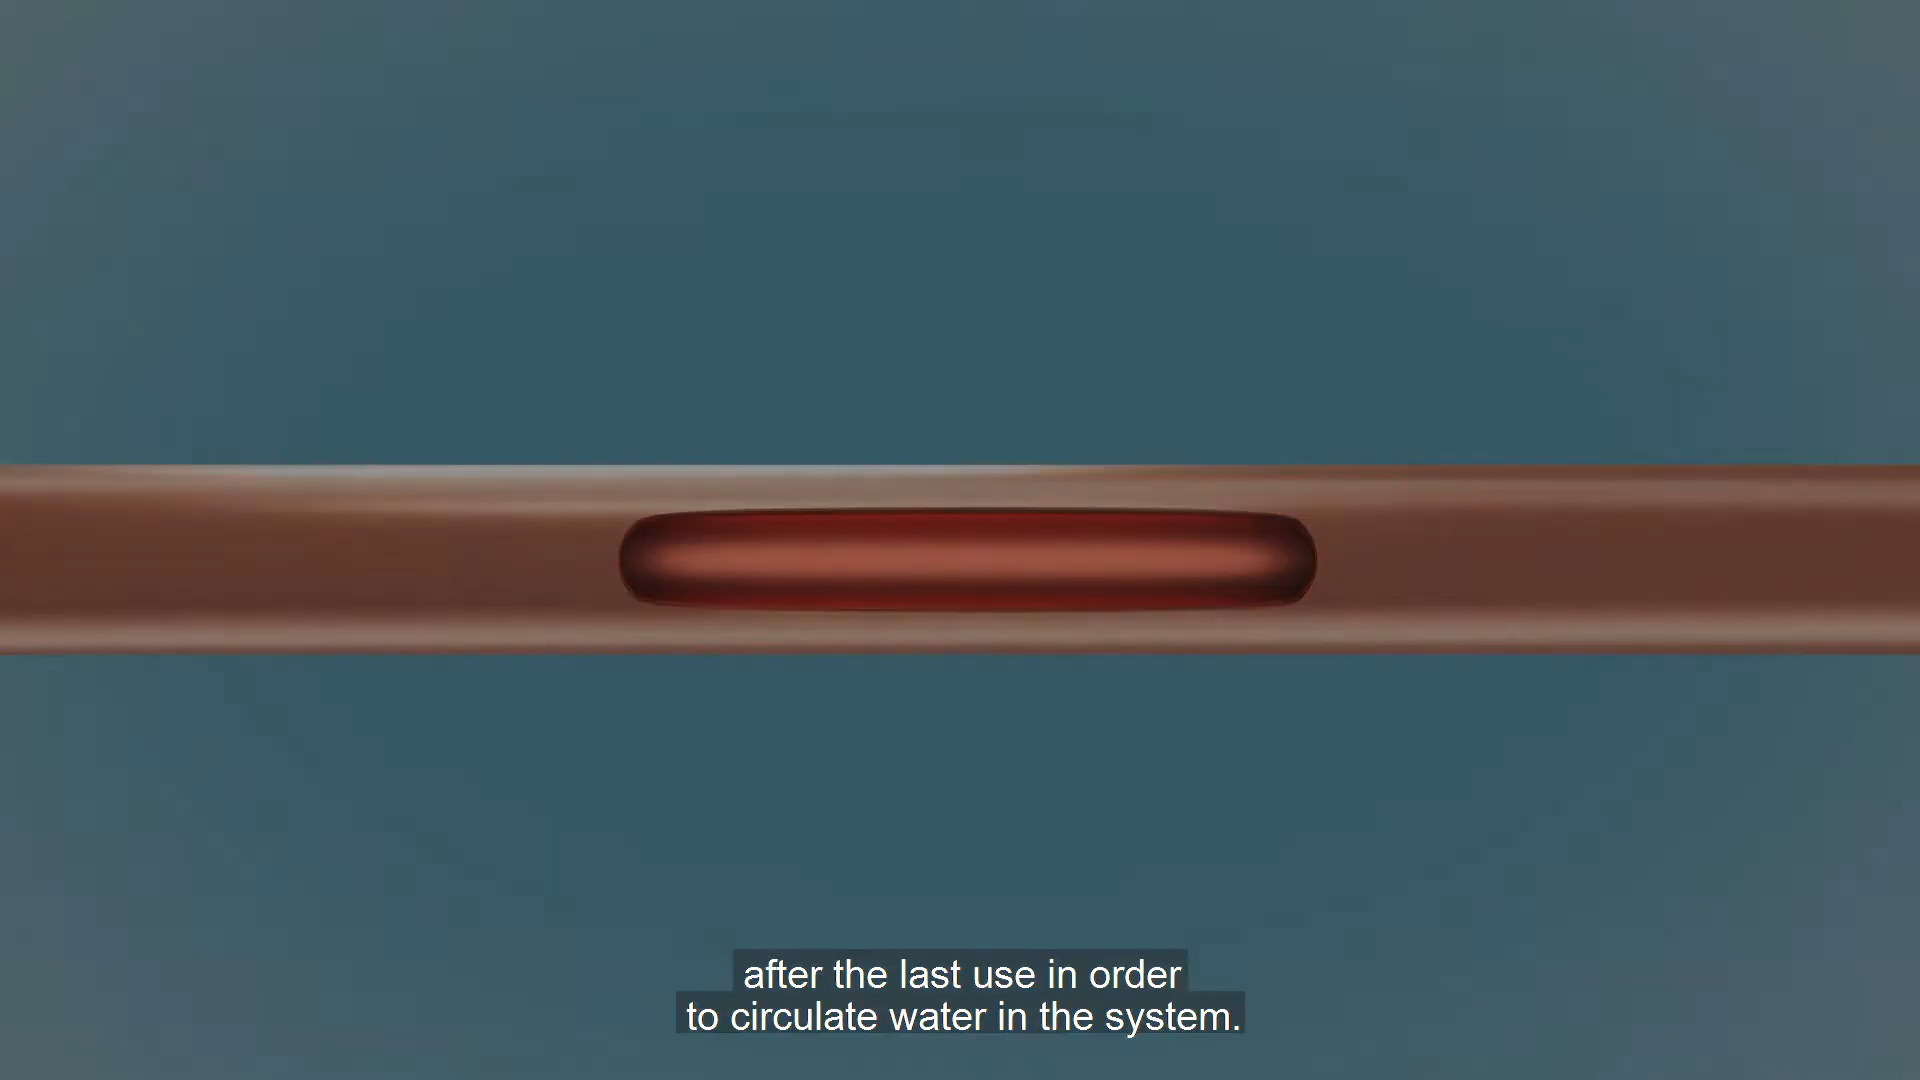 after the last use in order
to circulate water in the system.